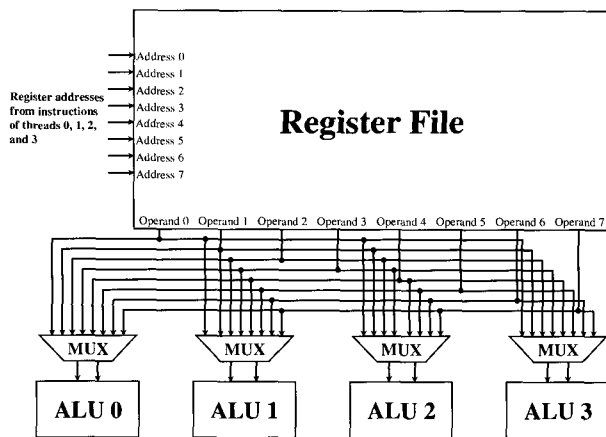 Address 0
Address 1
Address 2
Address 3
Address 4
Address 5
Address 6
Address 7
Register addresses
from instructions
of threads 0, 1, 2,
and 3
Register File
Operand 0 Operand 1 Operand 2 Operand 3 Operand 4 Operand 5 Operand 6 Operand 7
MUX MUX MUX MUX
ALU 0 ALU 1 ALU 2 ALU 3